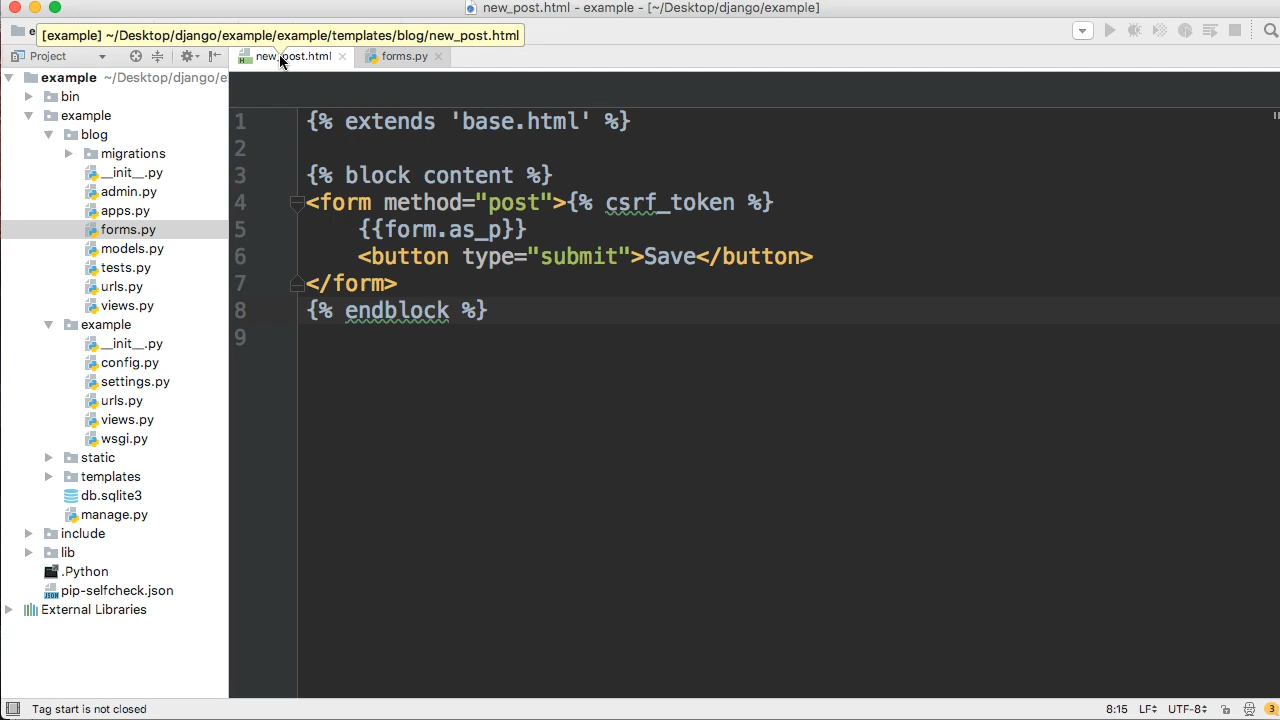 new_post.html - example - [~/Desktop/django/example]
[example] ~/Desktop/django/example/example/templates/blog/new_post.html
Project
new_post.html
forms.py
example ~/Desktop/django/e
bin
example
blog
migrations
__init__.py
admin.py
apps.py
forms.py
models.py
tests.py
urls.py
views.py
example
__init__.py
config.py
settings.py
urls.py
views.py
wsgi.py
static
templates
db.sqlite3
manage.py
include
lib
.Python
pip-selfcheck.json
External Libraries
1 {% extends 'base.html' %}
2
3 {% block content %}
4 <form method="post">{% csrf_token %}
5 {{form.as_p}}
6 <button type="submit">Save</button>
7 </form>
8 {% endblock %}
9
Tag start is not closed
8:15 LF UTF-8 3